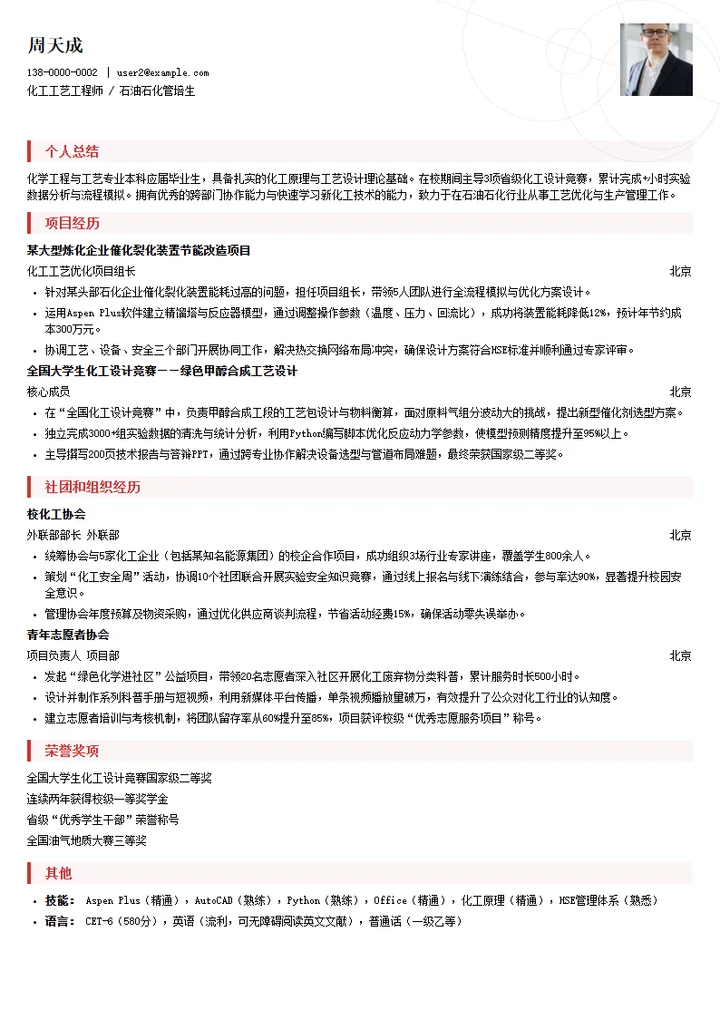 周天成
138-0000-0002 | user2@example.com
化工工艺工程师 / 石油石化管培生
个人总结
化学工程与工艺专业本科应届毕业生，具备扎实的化工原理与工艺设计理论基础。在校期间主导3项省级化工设计竞赛，累计完成*小时实验
数据分析与流程模拟。拥有优秀的跨部门协作能力与快速学习新化工技术的能力，致力于在石油石化行业从事工艺优化与生产管理工作。
项目经历
某大型炼化企业催化裂化装置节能改造项目
化工工艺优化项目组长 北京
• 针对某头部石化企业催化裂化装置能耗过高的问题，担任项目组长，带领5人团队进行全流程模拟与优化方案设计。
• 运用Aspen Plus软件建立精馏塔与反应器模型，通过调整操作参数（温度、压力、回流比），成功将装置能耗降低12%，预计年节约成
本300万元。
• 协调工艺、设备、安全三个部门开展协同工作，解决热交换网络布局冲突，确保设计方案符合HSE标准并顺利通过专家评审。
全国大学生化工设计竞赛——绿色甲醇合成工艺设计
核心成员 北京
• 在“全国化工设计竞赛”中，负责甲醇合成工段的工艺包设计与物料衡算，面对原料气组分波动大的挑战，提出新型催化剂选型方案。
• 独立完成3000+组实验数据的清洗与统计分析，利用Python编写脚本优化反应动力学参数，使模型预测精度提升至95%以上。
• 主导撰写200页技术报告与答辩PPT，通过跨专业协作解决设备选型与管道布局难题，最终荣获国家级二等奖。
社团和组织经历
校化工协会
外联部部长 外联部 北京
• 统筹协会与5家化工企业（包括某知名能源集团）的校企合作项目，成功组织3场行业专家讲座，覆盖学生800余人。
• 策划“化工安全周”活动，协调10个社团联合开展实验安全知识竞赛，通过线上报名与线下演练结合，参与率达90%，显著提升校园安
全意识。
• 管理协会年度预算及物资采购，通过优化供应商谈判流程，节省活动经费15%，确保活动零失误举办。
青年志愿者协会
项目负责人 项目部 北京
• 发起“绿色化学进社区”公益项目，带领20名志愿者深入社区开展化工废弃物分类科普，累计服务时长500小时。
• 设计并制作系列科普手册与短视频，利用新媒体平台传播，单条视频播放量破万，有效提升了公众对化工行业的认知度。
• 建立志愿者培训与考核机制，将团队留存率从60%提升至85%，项目获评校级“优秀志愿服务项目”称号。
荣誉奖项
全国大学生化工设计竞赛国家级二等奖
连续两年获得校级一等奖学金
省级“优秀学生干部”荣誉称号
全国油气地质大赛三等奖
其他
• 技能： Aspen Plus（精通），AutoCAD（熟练），Python（熟练），Office（精通），化工原理（精通），HSE管理体系（熟悉）
• 语言： CET-6（580分），英语（流利，可无障碍阅读英文文献），普通话（一级乙等）